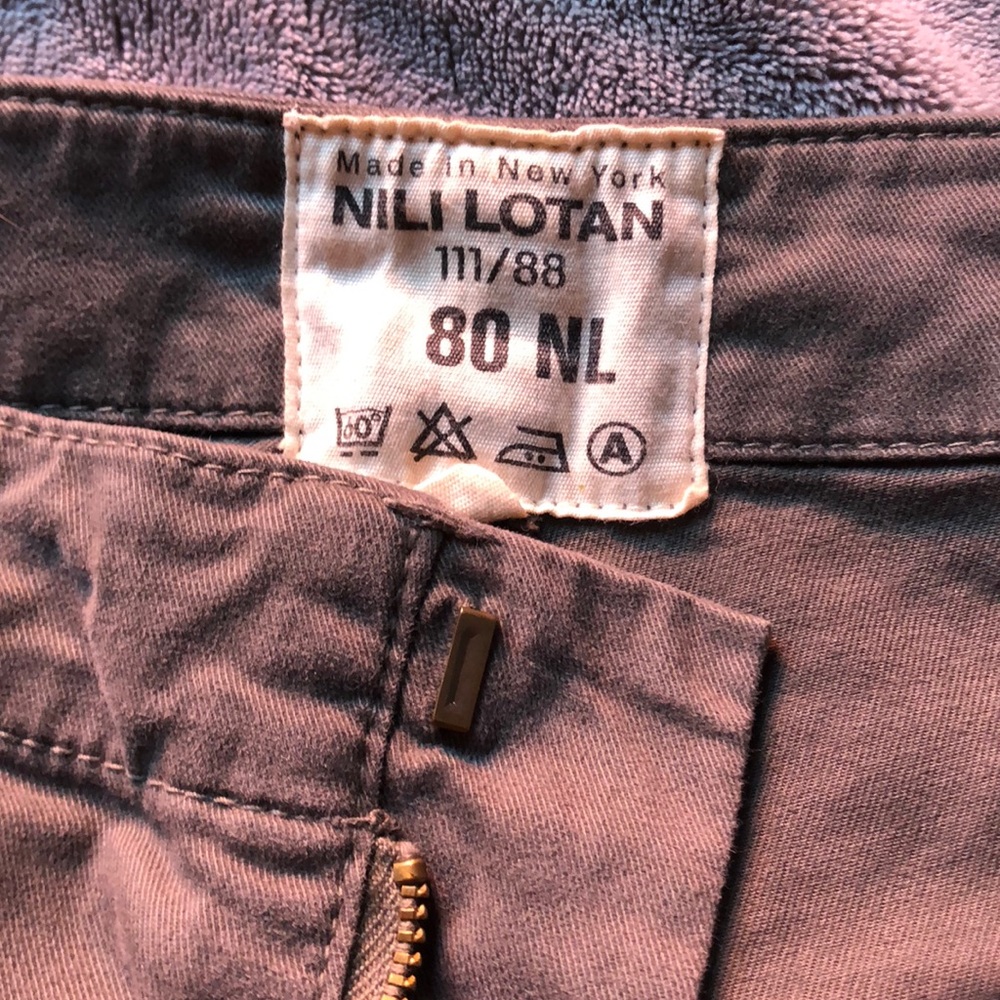 Made in New York
NILI LOTAN
111/88
80 NL
60° A